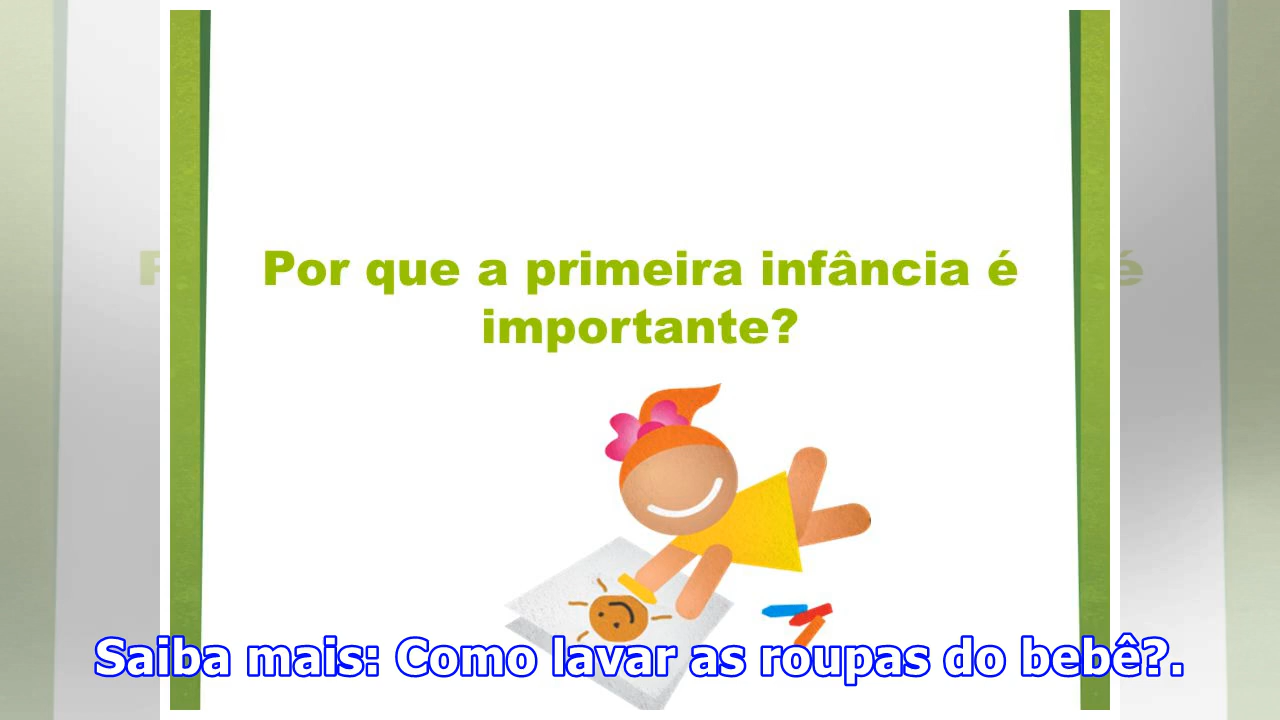 Por que a primeira infância é
importante?
Saiba mais: Como lavar as roupas do bebê?.